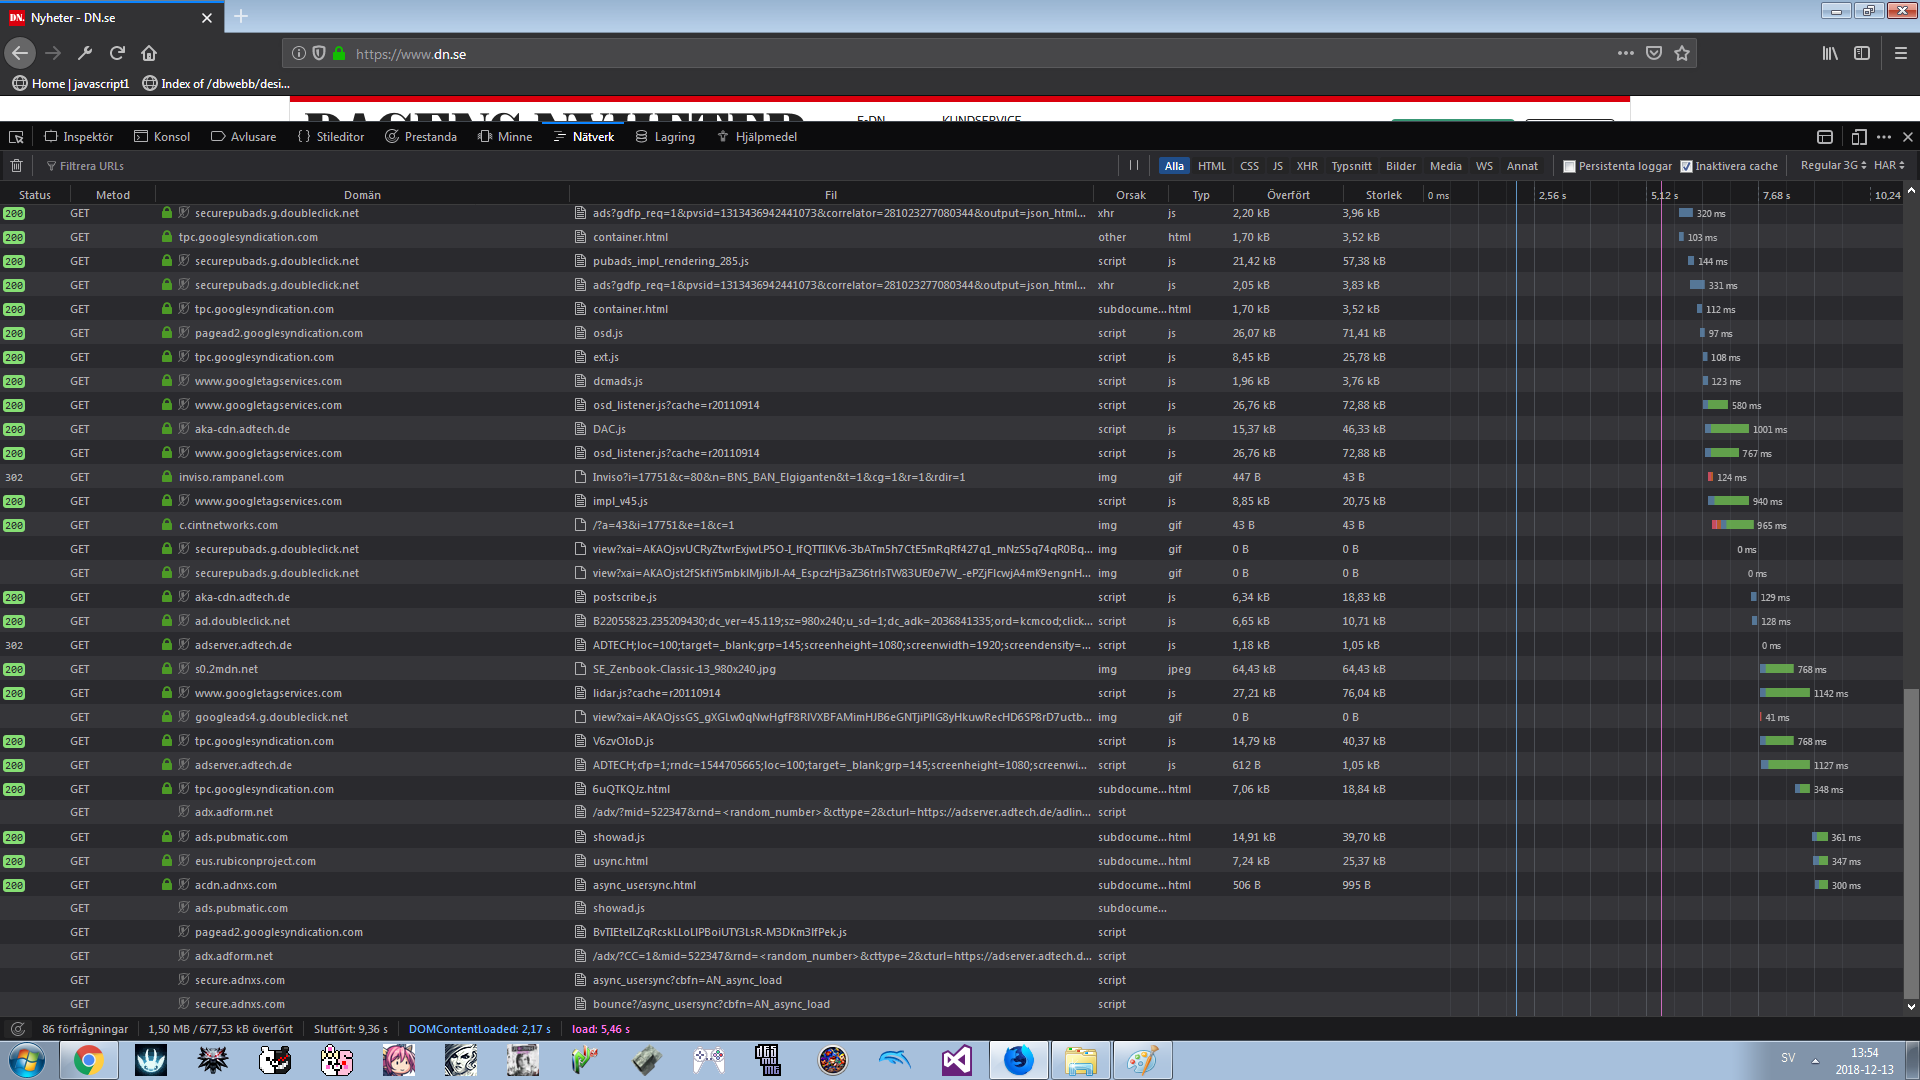 Nyheter - DN.se
https://www.dn.se
Home | javascript1 Index of /dbwebb/desi...
DAGENS NYHETER E-DN KUNDSERVICE
Inspektör Konsol Avlusare Stileditor Prestanda Minne Nätverk Lagring Hjälpmedel
Filtrera URLs Alla HTML CSS JS XHR Typsnitt Bilder Media WS Annat Persistenta loggar Inaktivera cache Regular 3G HAR
Status Metod Domän Fil Orsak Typ Överfört Storlek 0 ms 2,56 s 5,12 s 7,68 s 10,24
200 GET securepubads.g.doubleclick.net ads?gdfp_req=1&pvsid=1313436942441073&correlator=281023277080344&output=json_html... xhr js 2,20 kB 3,96 kB 320 ms
200 GET tpc.googlesyndication.com container.html other html 1,70 kB 3,52 kB 103 ms
200 GET securepubads.g.doubleclick.net pubads_impl_rendering_285.js script js 21,42 kB 57,38 kB 144 ms
200 GET securepubads.g.doubleclick.net ads?gdfp_req=1&pvsid=1313436942441073&correlator=281023277080344&output=json_html... xhr js 2,05 kB 3,83 kB 331 ms
200 GET tpc.googlesyndication.com container.html subdocume... html 1,70 kB 3,52 kB 112 ms
200 GET pagead2.googlesyndication.com osd.js script js 26,07 kB 71,41 kB 97 ms
200 GET tpc.googlesyndication.com ext.js script js 8,45 kB 25,78 kB 108 ms
200 GET www.googletagservices.com dcmads.js script js 1,96 kB 3,76 kB 123 ms
200 GET www.googletagservices.com osd_listener.js?cache=r20110914 script js 26,76 kB 72,88 kB 580 ms
200 GET aka-cdn.adtech.de DAC.js script js 15,37 kB 46,33 kB 1001 ms
200 GET www.googletagservices.com osd_listener.js?cache=r20110914 script js 26,76 kB 72,88 kB 767 ms
302 GET inviso.rampanel.com Inviso?i=17751&c=80&n=BNS_BAN_Elgiganten&t=1&cg=1&r=1&rdir=1 img gif 447 B 43 B 124 ms
200 GET www.googletagservices.com impl_v45.js script js 8,85 kB 20,75 kB 940 ms
200 GET c.cintnetworks.com /?a=43&i=17751&e=1&c=1 img gif 43 B 43 B 965 ms
GET securepubads.g.doubleclick.net img gif 0 B 0 B 0 ms
GET securepubads.g.doubleclick.net img gif 0 B 0 B 0 ms
200 GET aka-cdn.adtech.de postscribe.js script js 6,34 kB 18,83 kB 129 ms
200 GET ad.doubleclick.net B22055823.235209430;dc_ver=45.119;sz=980x240;u_sd=1;dc_adk=2036841335;ord=kcmcod;click... script js 6,65 kB 10,71 kB 128 ms
302 GET adserver.adtech.de ADTECH;loc=100;target=_blank;grp=145;screenheight=1080;screenwidth=1920;screendensity=... script js 1,18 kB 1,05 kB 0 ms
200 GET s0.2mdn.net SE_Zenbook-Classic-13_980x240.jpg img jpeg 64,43 kB 64,43 kB 768 ms
200 GET www.googletagservices.com lidar.js?cache=r20110914 script js 27,21 kB 76,04 kB 1142 ms
GET googleads4.g.doubleclick.net img gif 0 B 0 B 41 ms
200 GET tpc.googlesyndication.com V6zvOIoD.js script js 14,79 kB 40,37 kB 768 ms
200 GET adserver.adtech.de ADTECH;cfp=1;rndc=1544705665;loc=100;target=_blank;grp=145;screenheight=1080;screenwi... script js 612 B 1,05 kB 1127 ms
200 GET tpc.googlesyndication.com 6uQTKQJz.html subdocume... html 7,06 kB 18,84 kB 348 ms
GET adx.adform.net /adx/?mid=522347&rnd=<random_number>&cttype=2&cturl=https://adserver.adtech.de/adlin... script
200 GET ads.pubmatic.com showad.js subdocume... html 14,91 kB 39,70 kB 361 ms
200 GET eus.rubiconproject.com usync.html subdocume... html 7,24 kB 25,37 kB 347 ms
200 GET acdn.adnxs.com async_usersync.html subdocume... html 506 B 995 B 300 ms
GET ads.pubmatic.com showad.js subdocume...
GET pagead2.googlesyndication.com script
GET adx.adform.net /adx/?CC=1&mid=522347&rnd=<random_number>&cttype=2&cturl=https://adserver.adtech.d... script
GET secure.adnxs.com async_usersync?cbfn=AN_async_load script
GET secure.adnxs.com bounce?/async_usersync?cbfn=AN_async_load script
86 förfrågningar 1,50 MB / 677,53 kB överfört Slutfört: 9,36 s DOMContentLoaded: 2,17 s load: 5,46 s
SV 13:54
2018-12-13